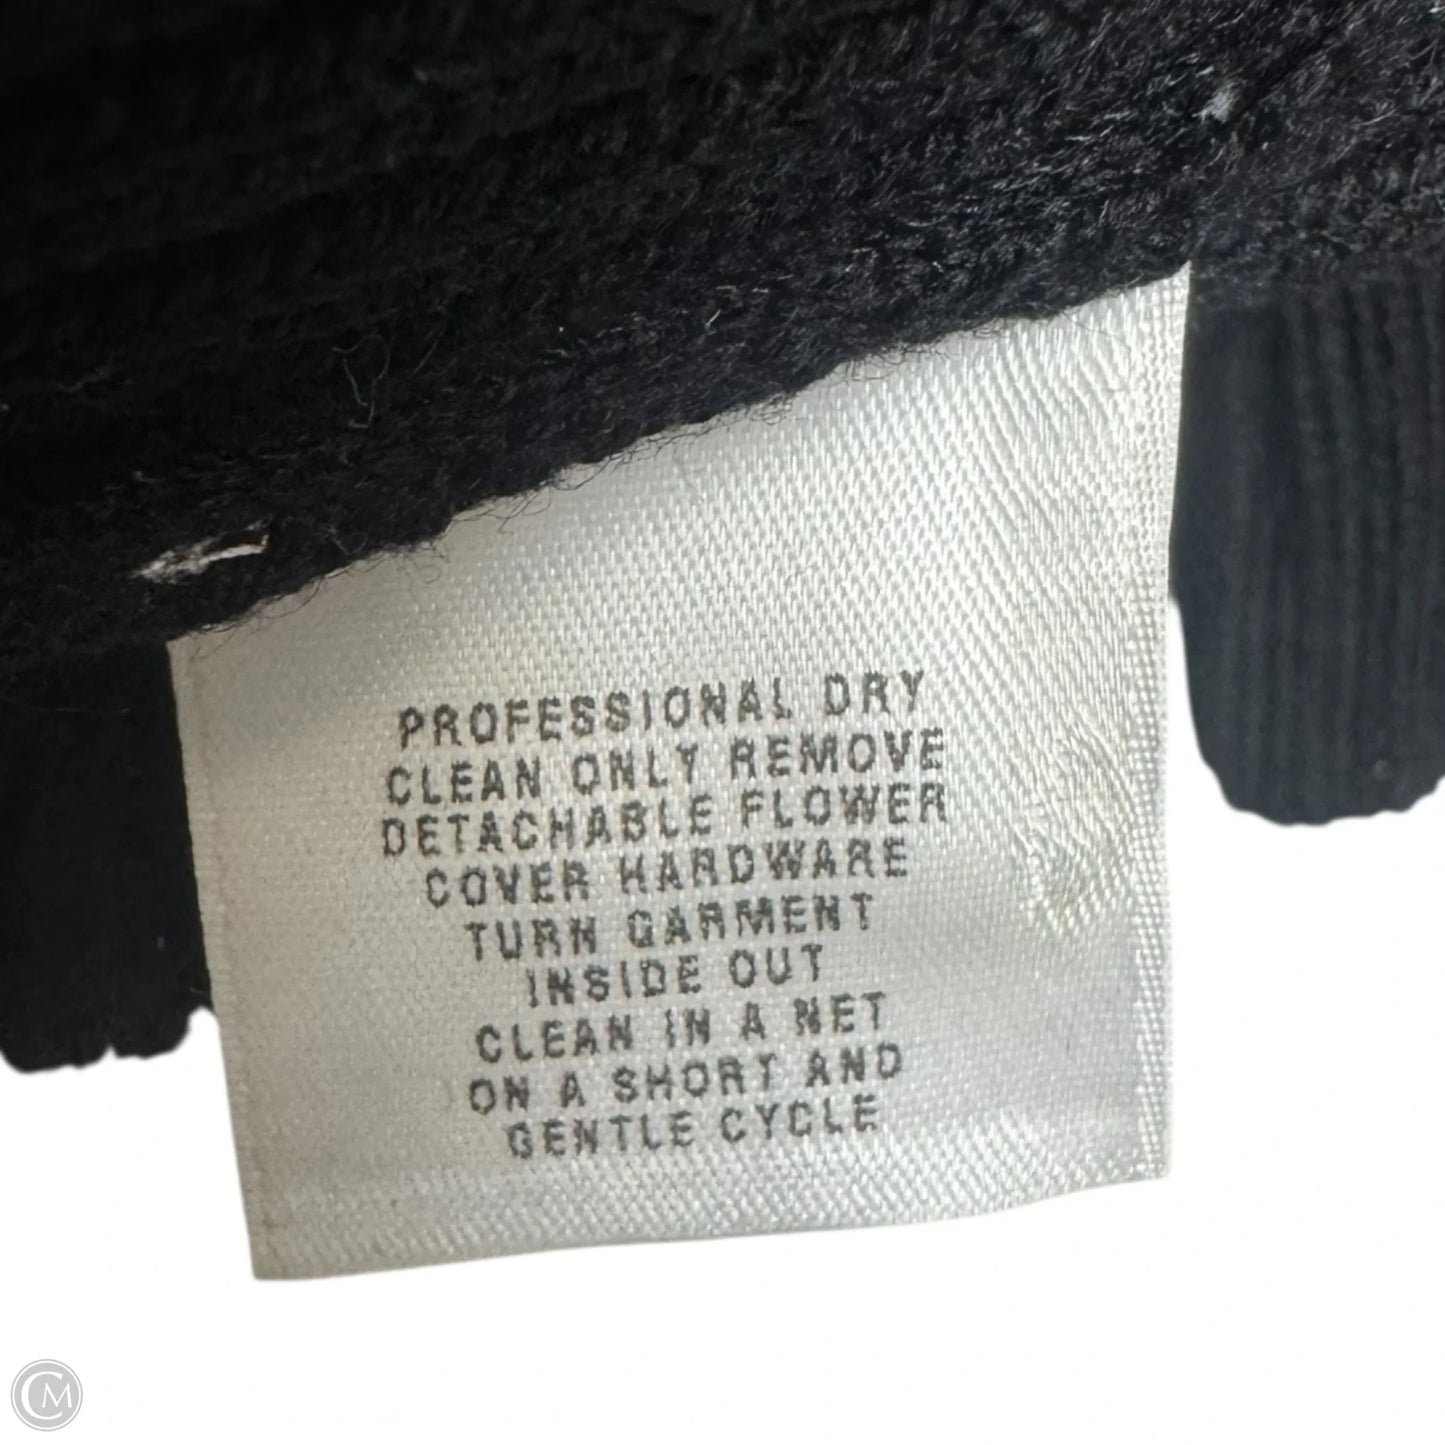 PROFESSIONAL DRY
CLEAN ONLY REMOVE
DETACHABLE FLOWER
COVER HARDWARE
TURN GARMENT
INSIDE OUT
CLEAN IN A NET
ON A SHORT AND
GENTLE CYCLE
CM